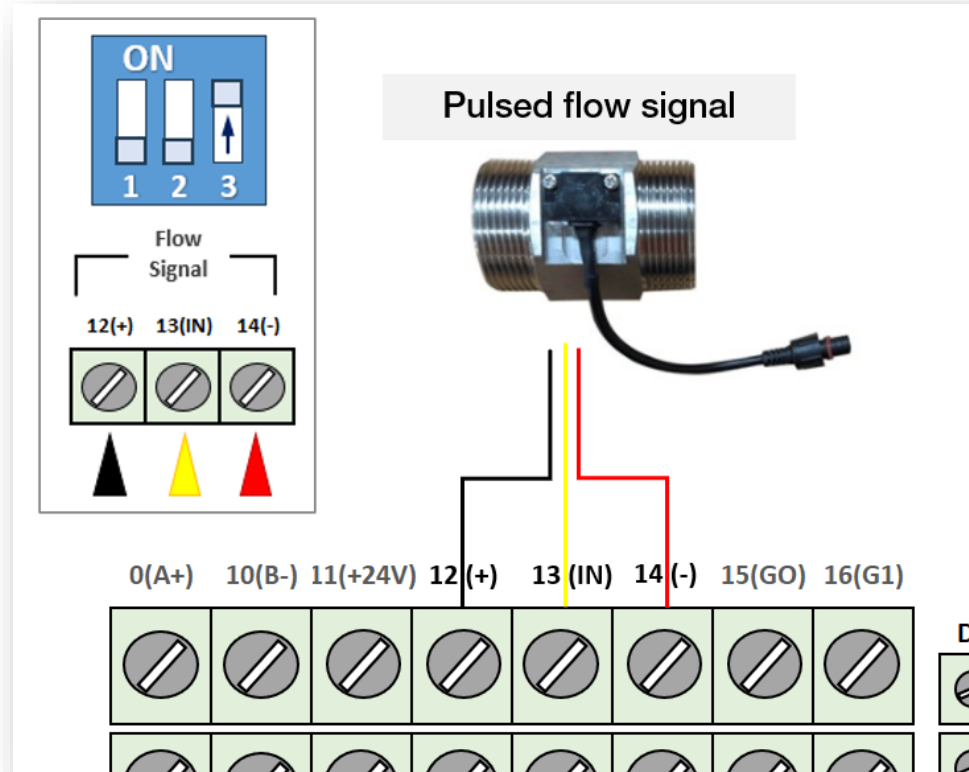 ON
1 2 3
Flow
Signal
12(+) 13(IN) 14(-)
Pulsed flow signal
0(A+) 10(B-) 11(+24V) 12(+) 13(IN) 14(-) 15(GO) 16(G1)
D